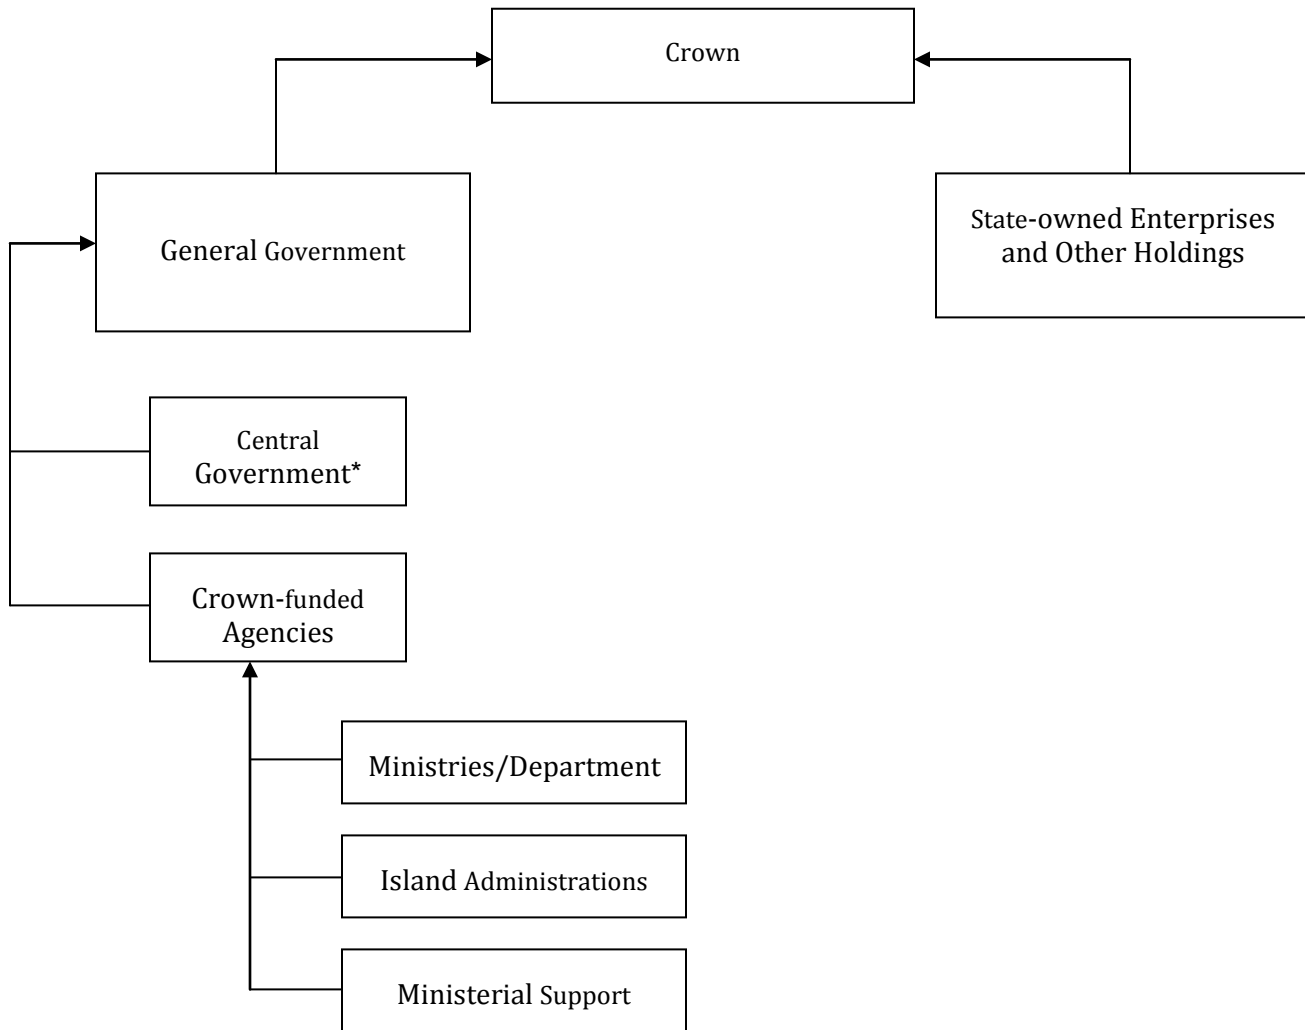 Crown
General Government
State-owned Enterprises
and Other Holdings
Central
Government*
Crown-funded
Agencies
Ministries/Department
Island Administrations
Ministerial Support